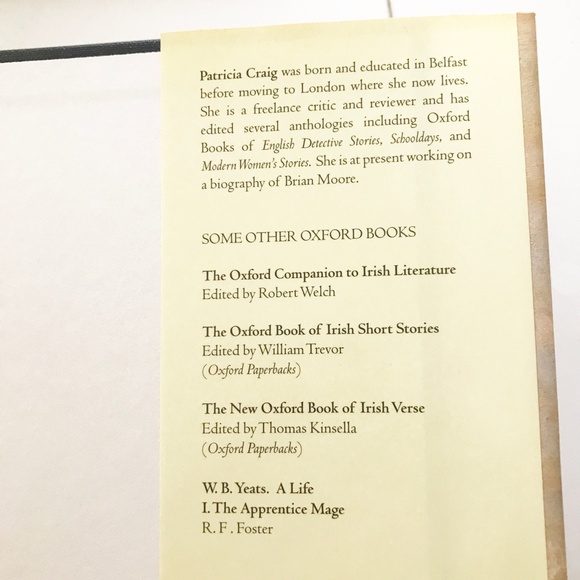 Patricia Craig was born and educated in Belfast
before moving to London where she now lives.
She is a freelance critic and reviewer and has
edited several anthologies including Oxford
Books of English Detective Stories, Schooldays, and
Modern Women's Stories. She is at present working on
a biography of Brian Moore.
SOME OTHER OXFORD BOOKS
The Oxford Companion to Irish Literature
Edited by Robert Welch
The Oxford Book of Irish Short Stories
Edited by William Trevor
(Oxford Paperbacks)
The New Oxford Book of Irish Verse
Edited by Thomas Kinsella
(Oxford Paperbacks)
W. B. Yeats. A Life
I. The Apprentice Mage
R. F. Foster